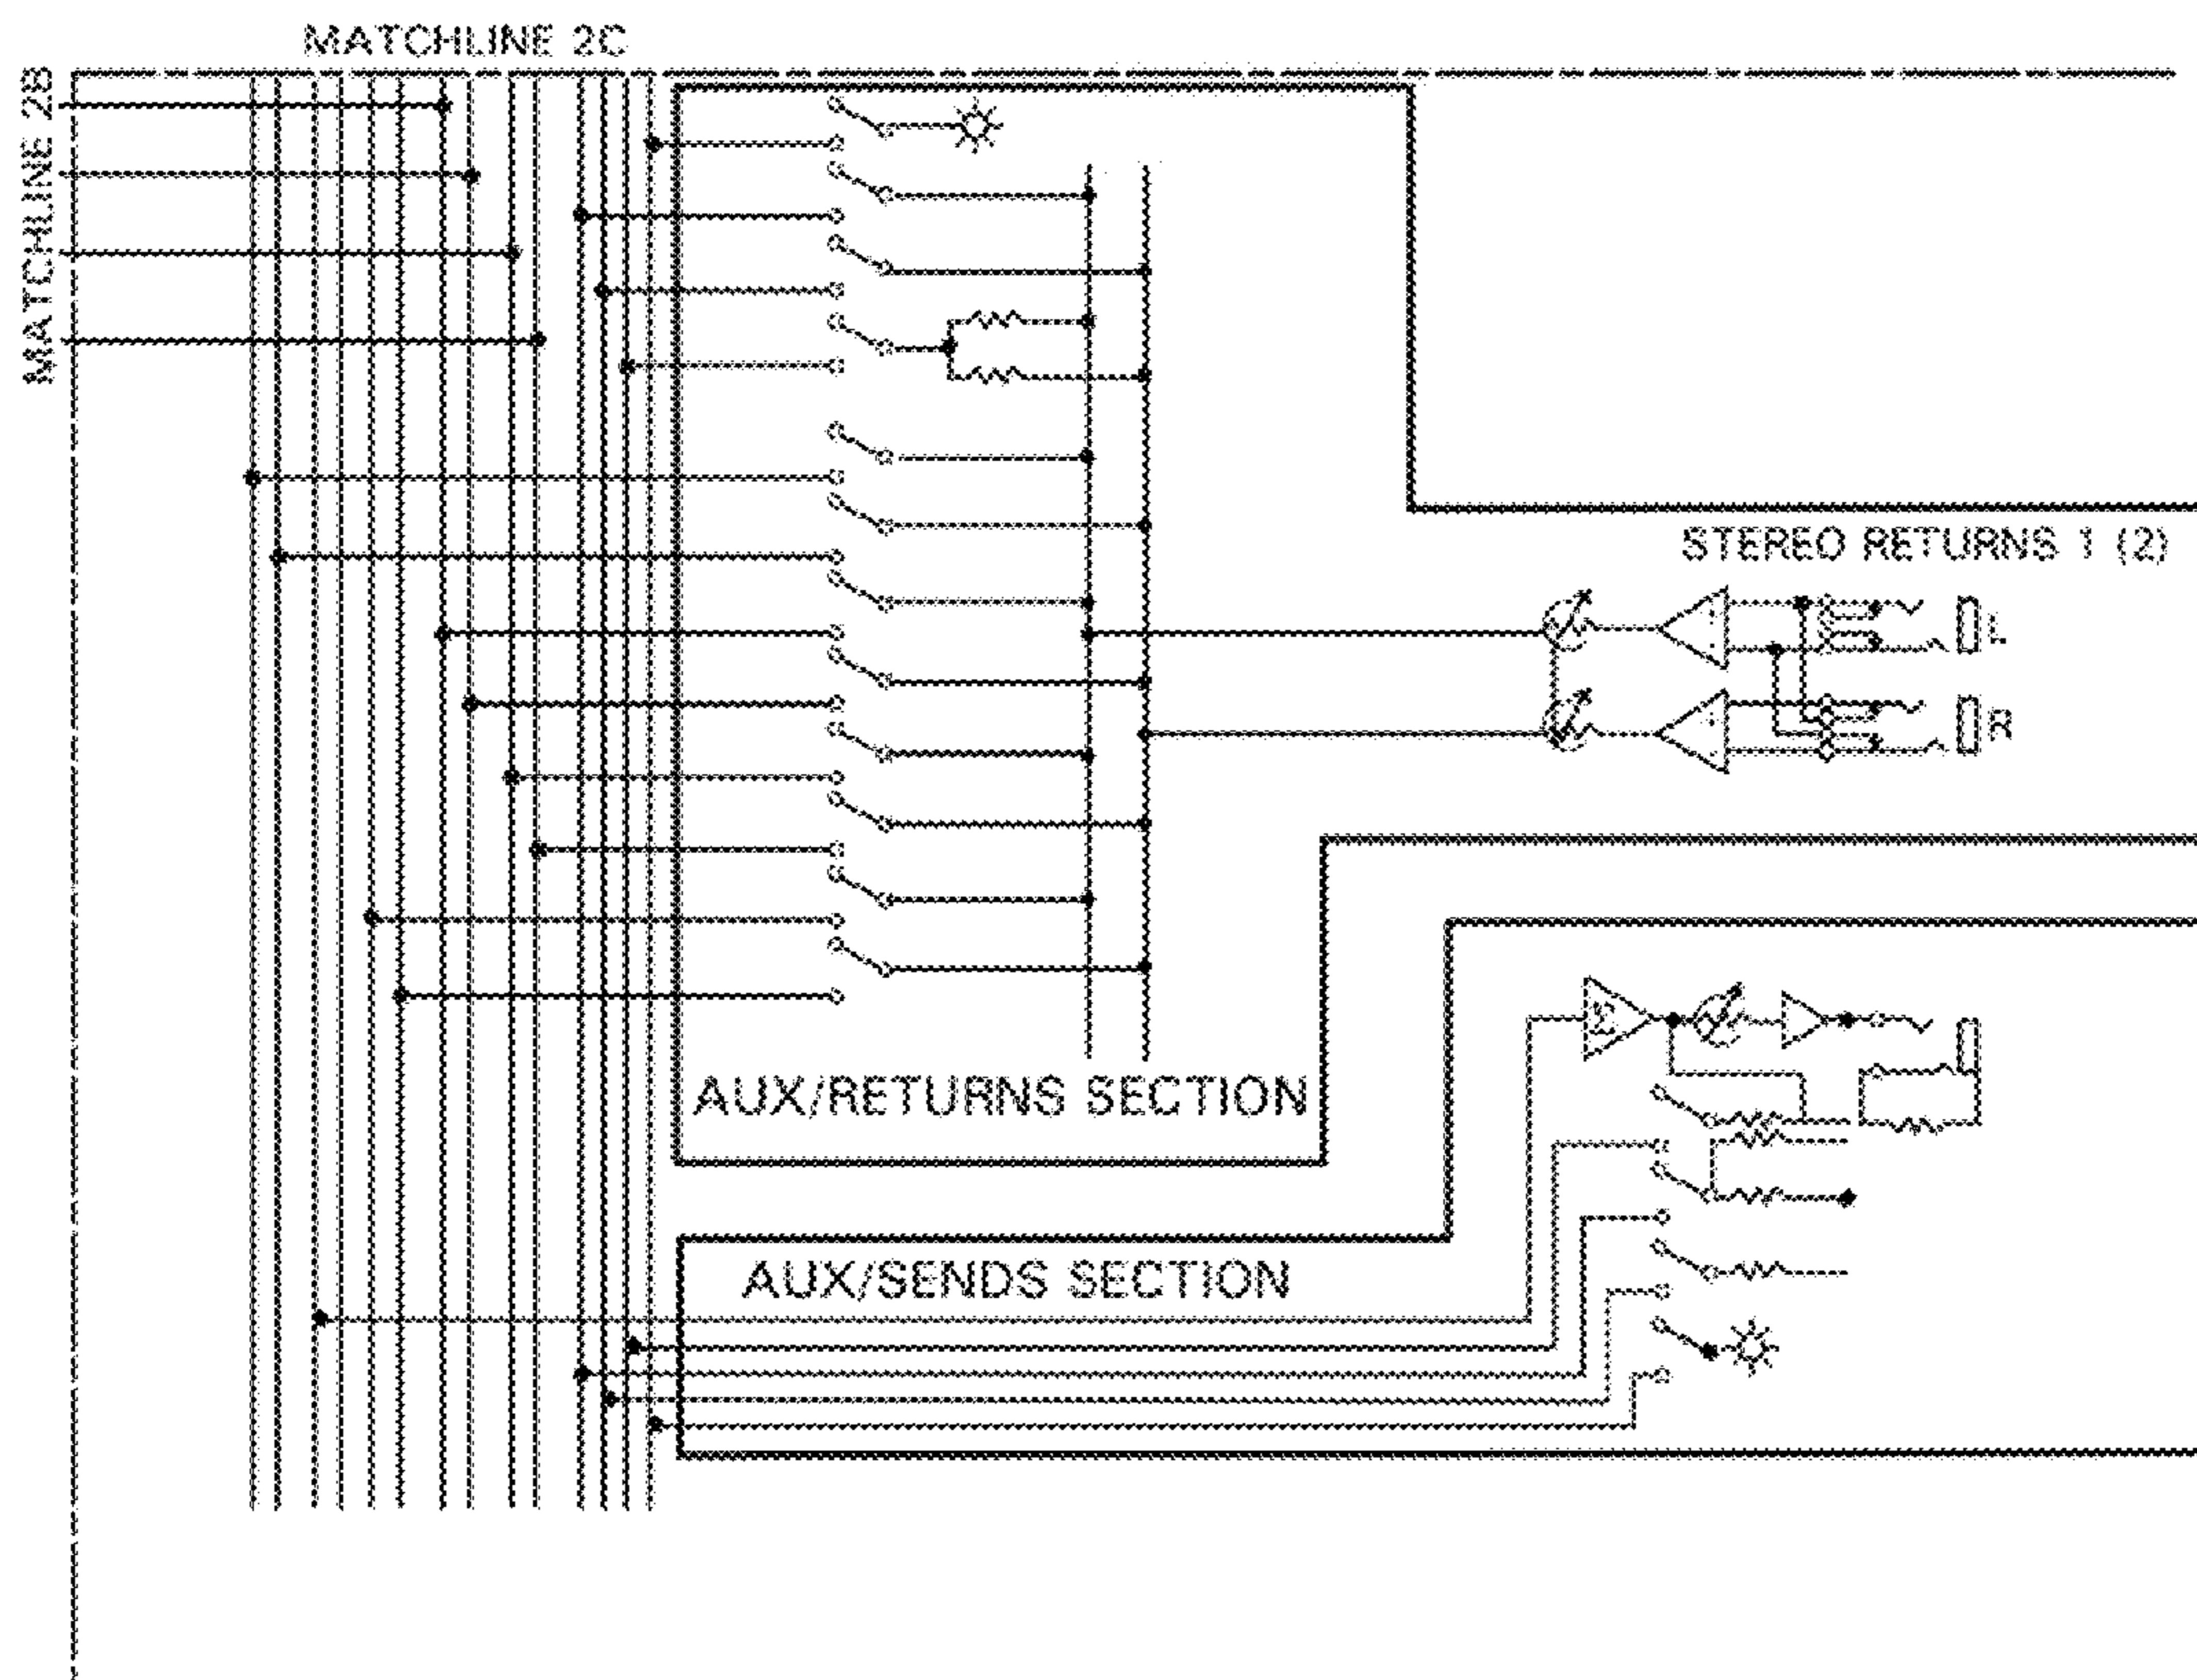 MATCHLINE 2C
MATCHLINE 2B
STEREO RETURNS 1 (2)
L
R
Σ
AUX/RETURNS SECTION
AUX/SENDS SECTION